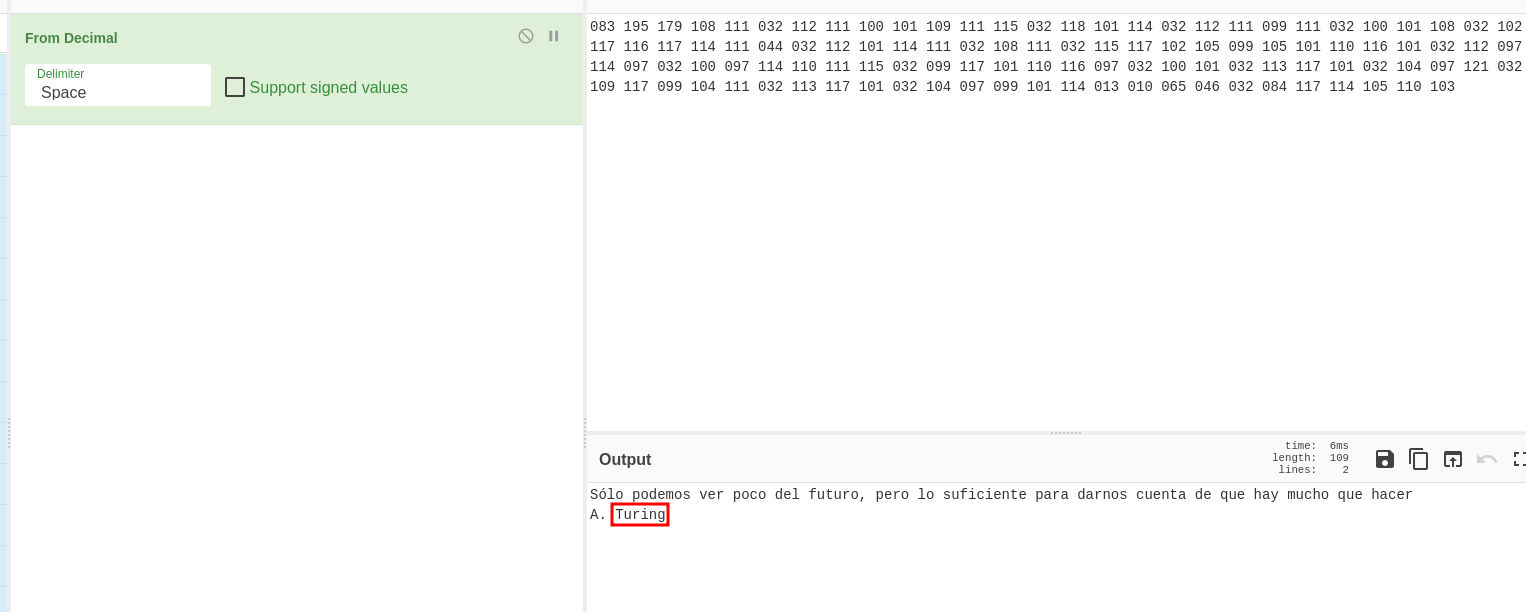 From Decimal
Delimiter
Space
Support signed values
083 195 179 108 111 032 112 111 100 101 109 111 115 032 118 101 114 032 112 111 099 111 032 100 101 108 032 102
117 116 117 114 111 044 032 112 101 114 111 032 108 111 032 115 117 102 105 099 105 101 110 116 101 032 112 097
114 097 032 100 097 114 110 111 115 032 099 117 101 110 116 097 032 100 101 032 113 117 101 032 104 097 121 032
109 117 099 104 111 032 113 117 101 032 104 097 099 101 114 013 010 065 046 032 084 117 114 105 110 103
Output
time: 6ms
length: 109
lines: 2
Sólo podemos ver poco del futuro, pero lo suficiente para darnos cuenta de que hay mucho que hacer
A. Turing